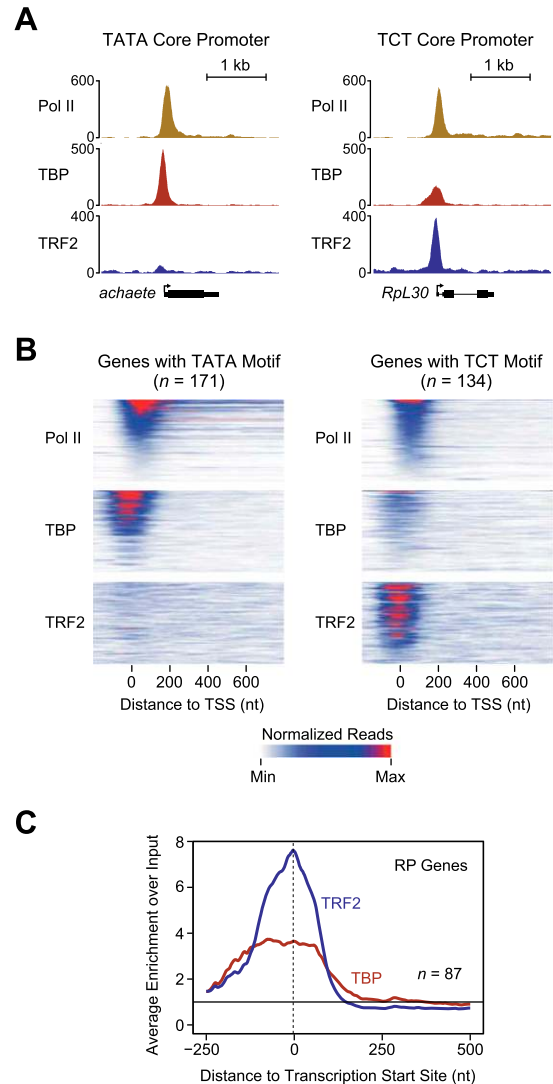 A
TATA Core Promoter
TCT Core Promoter
1 kb
1 kb
600
Pol II
0
500
TBP
0
400
TRF2
0
achaete
600
Pol II
0
500
TBP
0
400
TRF2
0
RpL30
B
Genes with TATA Motif
(n = 171)
Genes with TCT Motif
(n = 134)
Pol II
TBP
TRF2
0 200 400 600
Distance to TSS (nt)
Pol II
TBP
TRF2
0 200 400 600
Distance to TSS (nt)
Normalized Reads
Min Max
C
Average Enrichment over Input
8
6
4
2
0
RP Genes
TRF2
TBP
n = 87
−250 0 250 500
Distance to Transcription Start Site (nt)